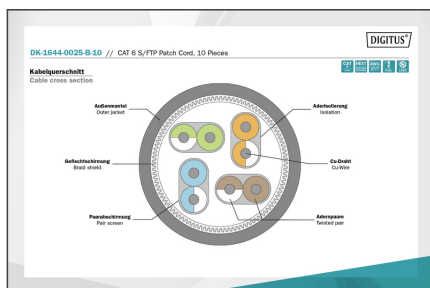 DIGITUS®
DK-1644-0025-B-10 // CAT 6 S/FTP Patch Cord, 10 Pieces
Kabelquerschnitt
Cable cross section
Außenmantel
Outer jacket
Aderisolierung
Isolation
Geflechtschirmung
Braid shield
Cu-Draht
Cu-Wire
Paarabschirmung
Pair screen
Adernpaare
Twisted pair